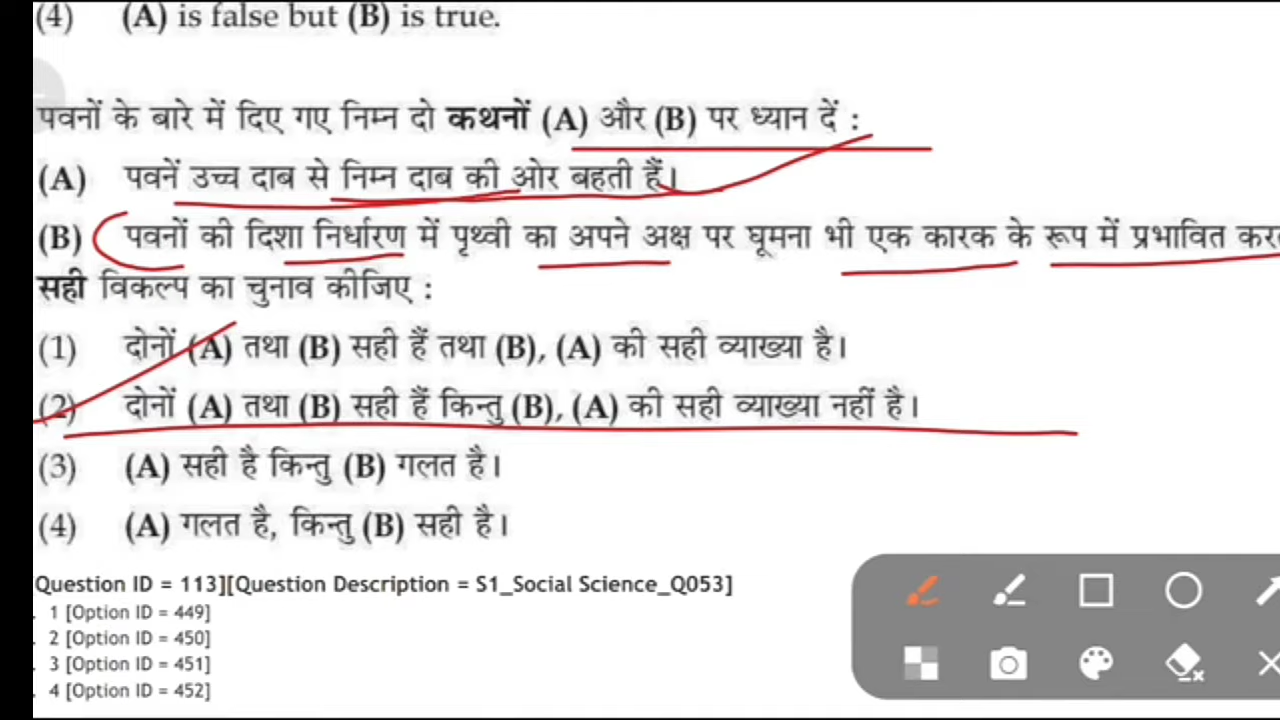 (4) (A) is false but (B) is true.
पवनों के बारे में दिए गए निम्न दो कथनों (A) और (B) पर ध्यान दें :
(A) पवनें उच्च दाब से निम्न दाब की ओर बहती हैं।
(B) पवनों की दिशा निर्धारण में पृथ्वी का अपने अक्ष पर घूमना भी एक कारक के रूप में प्रभावित
सही विकल्प का चुनाव कीजिए :
(1) दोनों (A) तथा (B) सही हैं तथा (B), (A) की सही व्याख्या है।
(2) दोनों (A) तथा (B) सही हैं किन्तु (B), (A) की सही व्याख्या नहीं है।
(3) (A) सही है किन्तु (B) गलत है।
(4) (A) गलत है, किन्तु (B) सही है।
Question ID = 113][Question Description = S1_Social Science_Q053]
. 1 [Option ID = 449]
. 2 [Option ID = 450]
. 3 [Option ID = 451]
. 4 [Option ID = 452]